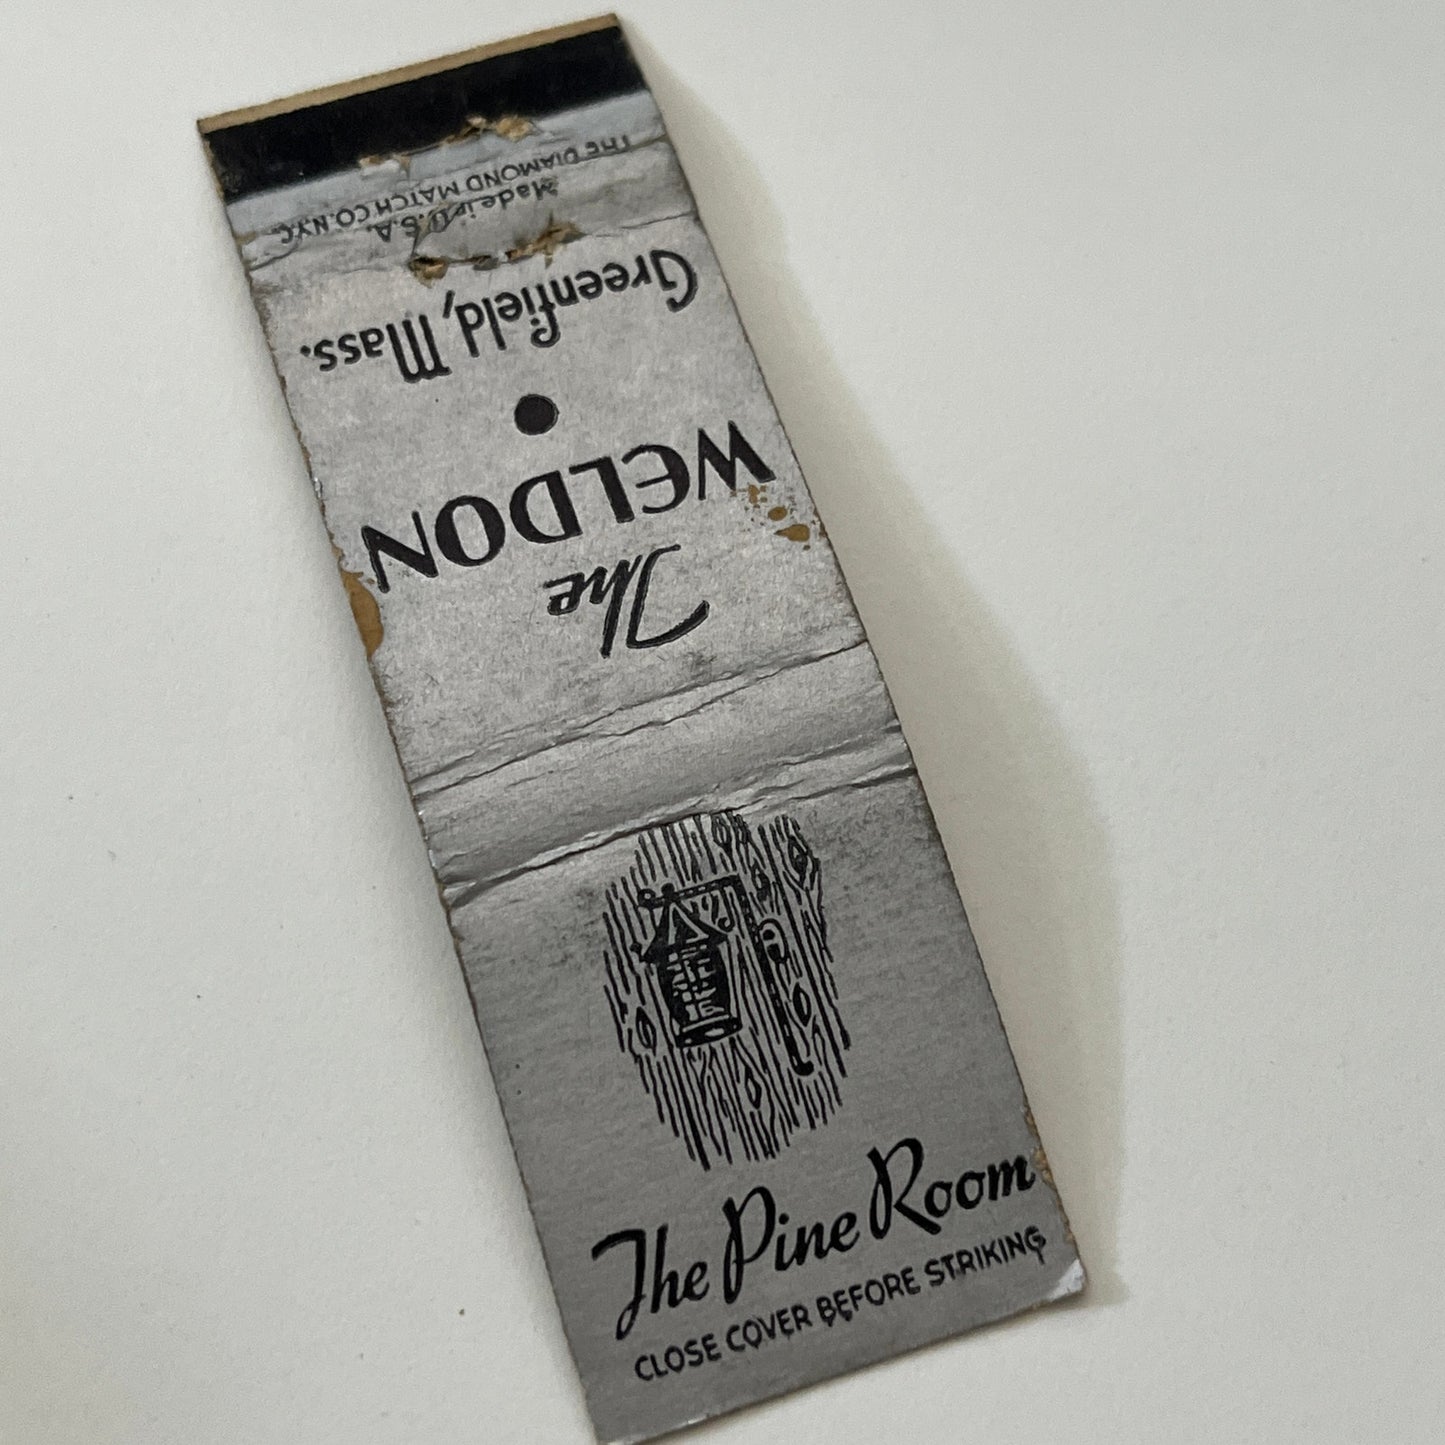 The Pine Room
CLOSE COVER BEFORE STRIKING
The
WELDON
Greenfield, Mass.
Made in U.S.A.
THE DIAMOND MATCH CO. N.Y.C.